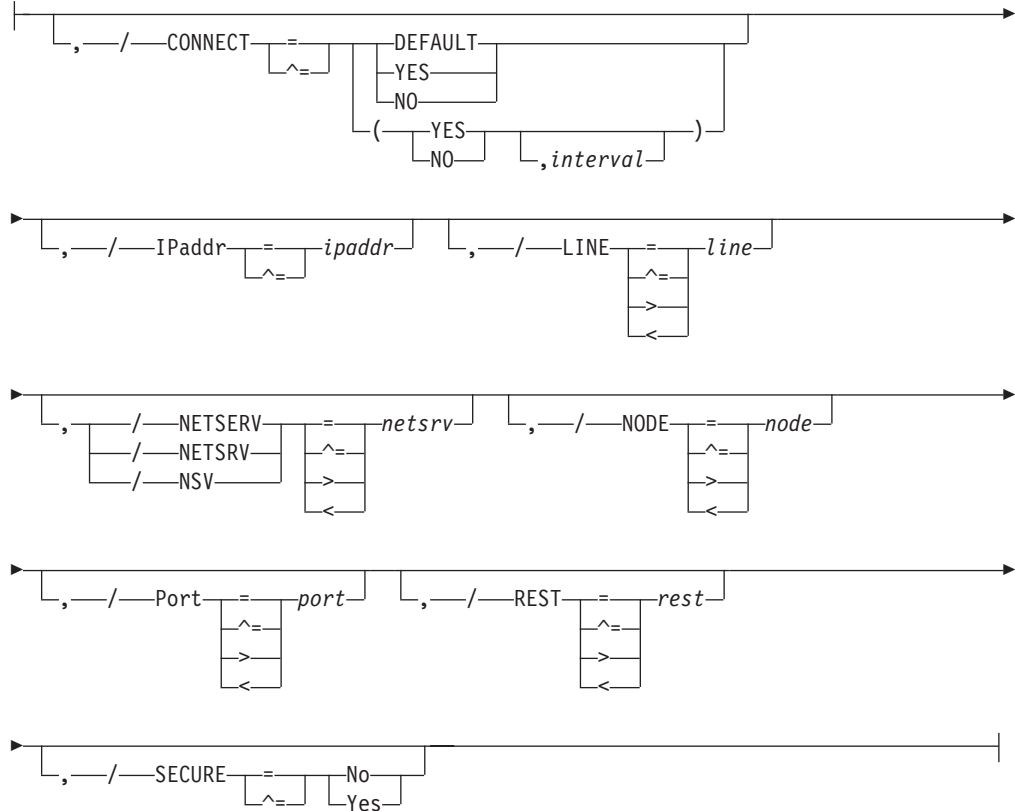 , / CONNECT = DEFAULT
^= YES
NO
( YES )
NO ,interval
, / IPaddr = ipaddr , / LINE = line
^= ^=
>
<
, / NETSERV = netsrv , / NODE = node
/ NETSRV ^= ^=
/ NSV > >
< <
, / Port = port , / REST = rest
^= ^=
> >
< <
, / SECURE = No
^= Yes